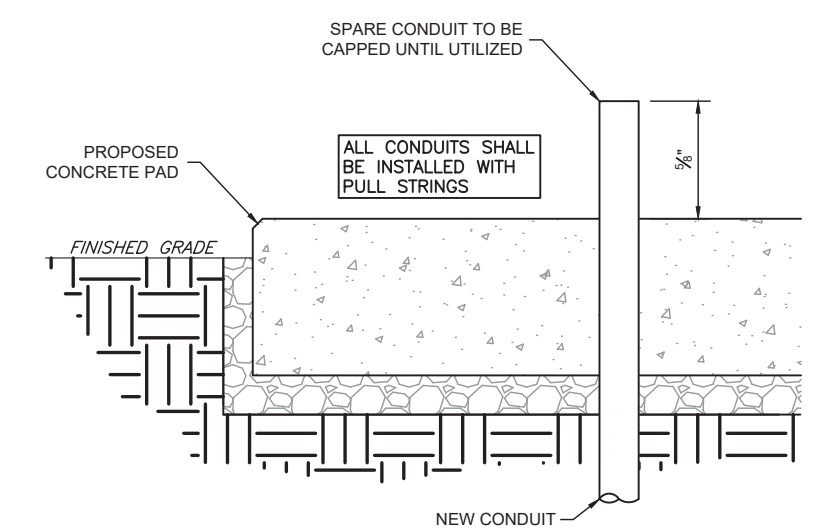 SPARE CONDUIT TO BE
CAPPED UNTIL UTILIZED
PROPOSED
CONCRETE PAD
ALL CONDUITS SHALL
BE INSTALLED WITH
PULL STRINGS
5/8"
FINISHED GRADE
NEW CONDUIT